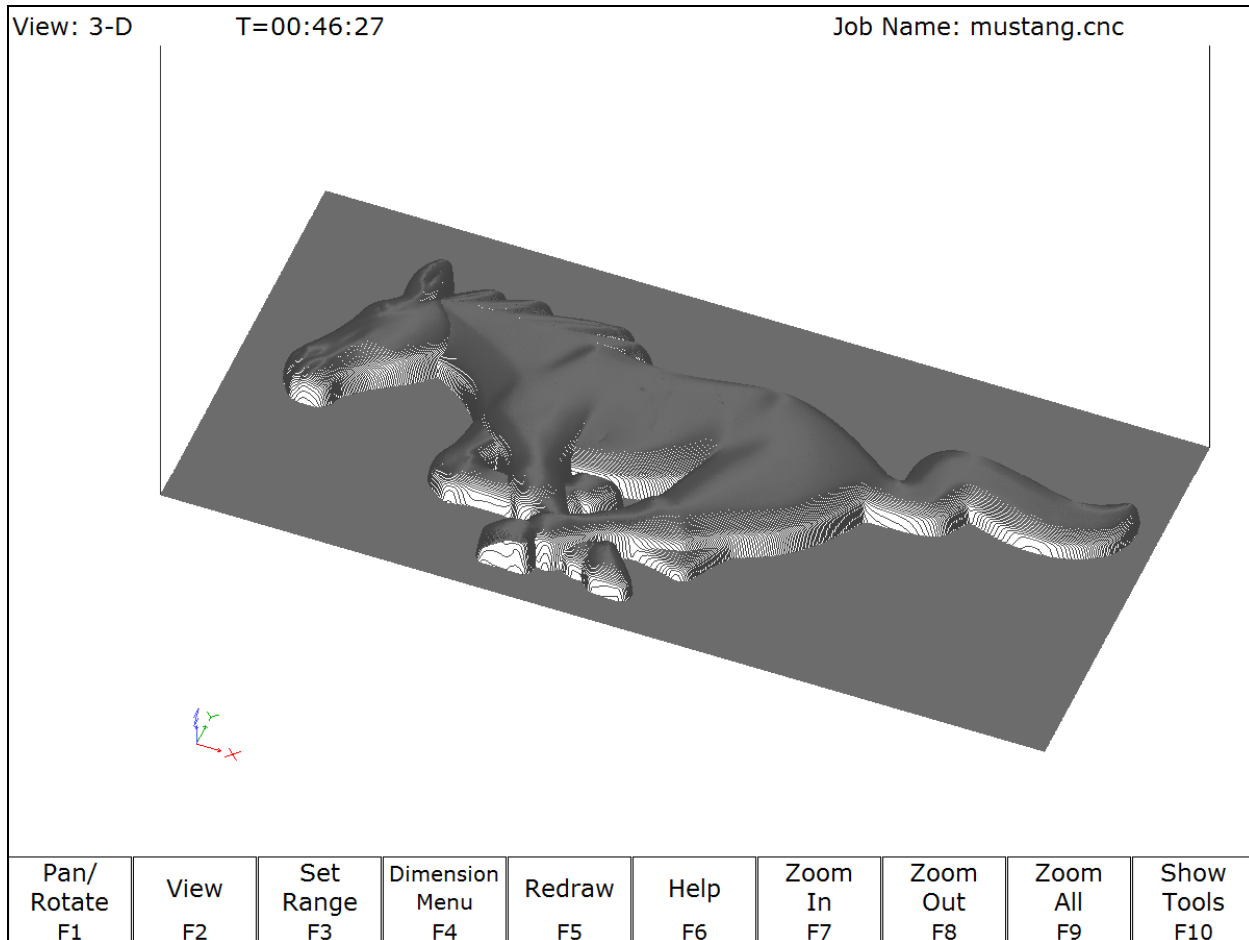 View: 3-D T=00:46:27 Job Name: mustang.cnc
Y
X
Pan/ Rotate F1
View F2
Set Range F3
Dimension Menu F4
Redraw F5
Help F6
Zoom In F7
Zoom Out F8
Zoom All F9
Show Tools F10